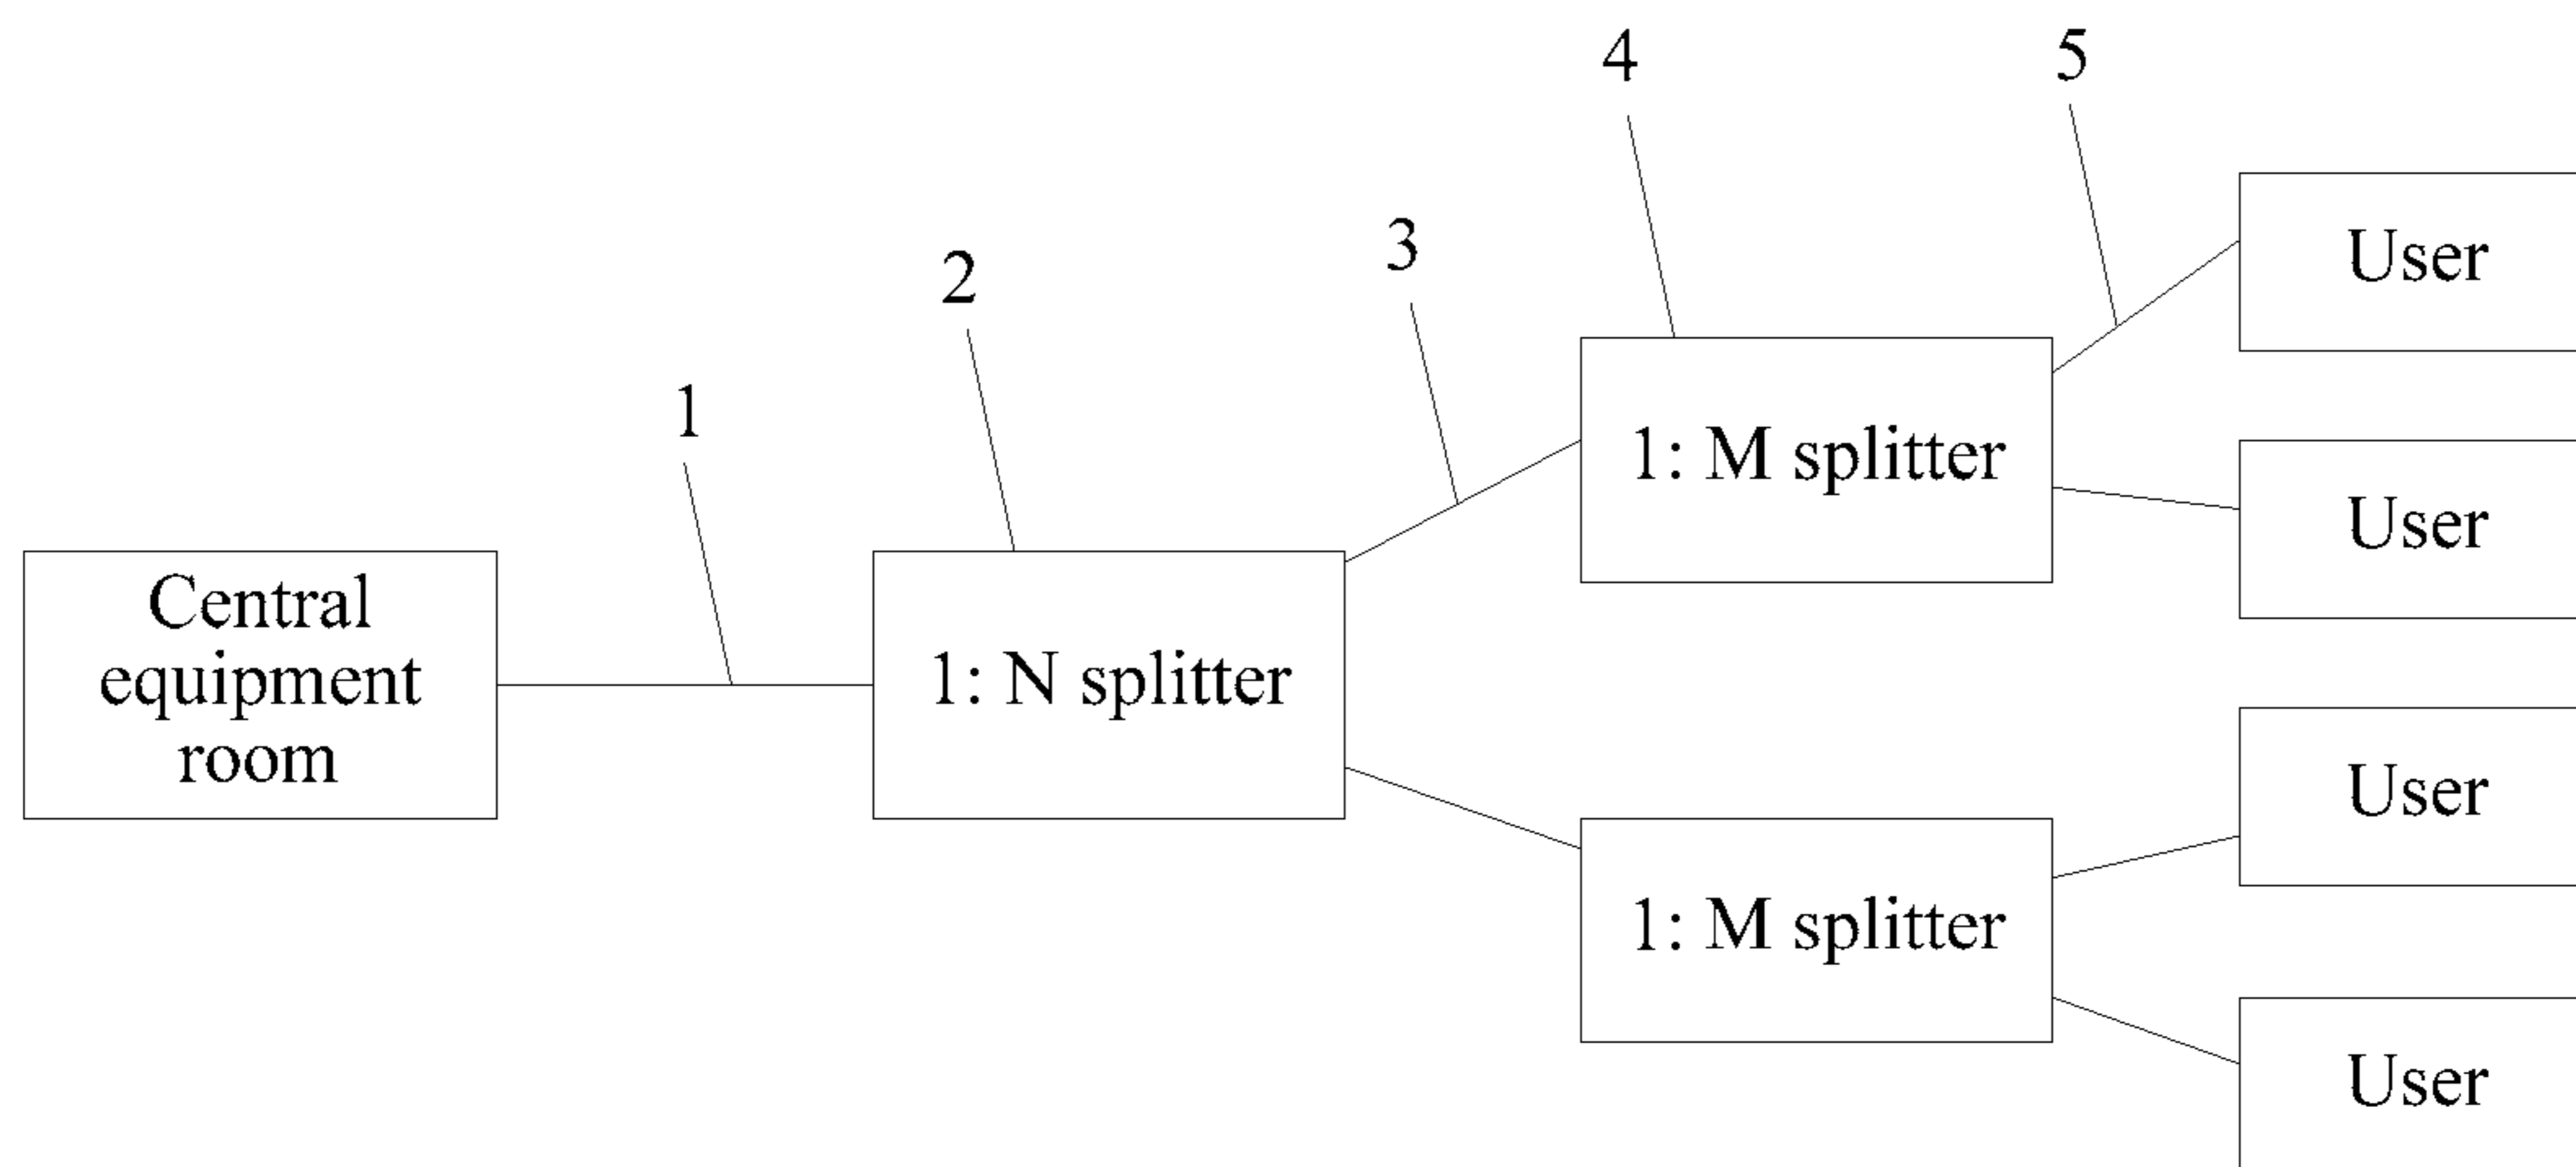 4
5
User
3
2
1: M splitter
1
User
Central
equipment
room
1: N splitter
User
1: M splitter
User